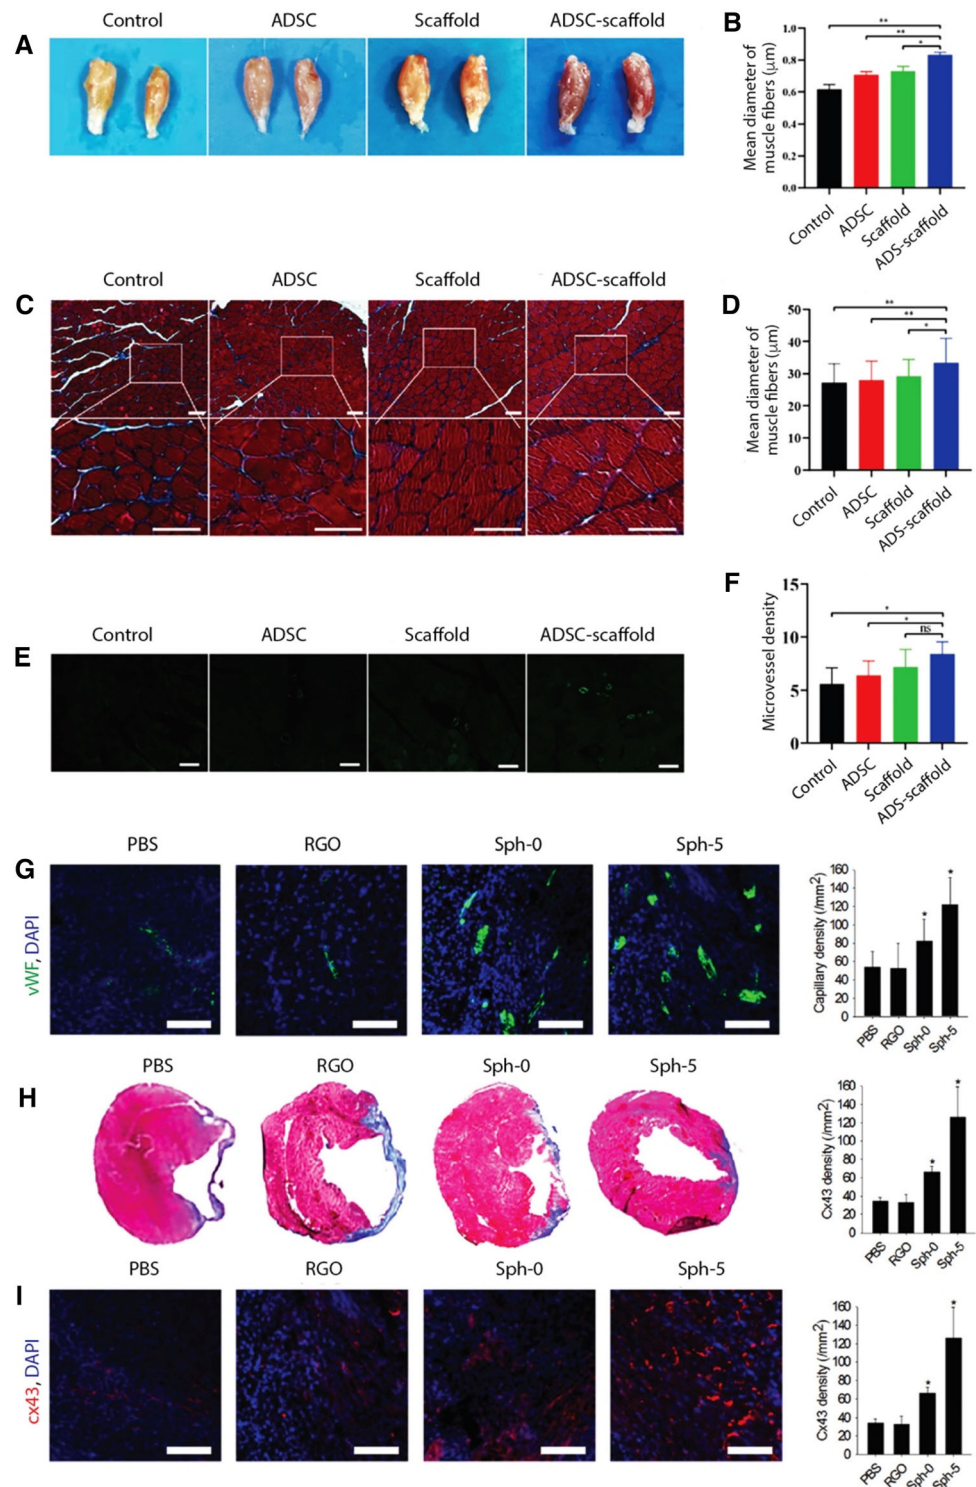 A
Control ADSC Scaffold ADSC-scaffold
B
Mean diameter of
muscle fibers (μm)
1.0
0.8
0.6
0.4
0.2
0.0
** ** *
Control ADSC Scaffold ADS-scaffold
C
Control ADSC Scaffold ADSC-scaffold
D
Mean diameter of
muscle fibers (μm)
50
40
30
20
10
0
** ** *
Control ADSC Scaffold ADS-scaffold
E
Control ADSC Scaffold ADSC-scaffold
F
Microvessel density
15
10
5
0
* * ns
Control ADSC Scaffold ADS-scaffold
G
PBS RGO Sph-0 Sph-5
vWF, DAPI
Capillary density (/mm2)
160
140
120
100
80
60
40
20
0
* *
PBS RGO Sph-0 Sph-5
H
PBS RGO Sph-0 Sph-5
Cx43 density (/mm2)
160
140
120
100
80
60
40
20
0
* *
PBS RGO Sph-0 Sph-5
I
PBS RGO Sph-0 Sph-5
cx43, DAPI
Cx43 density (/mm2)
160
140
120
100
80
60
40
20
0
* *
PBS RGO Sph-0 Sph-5